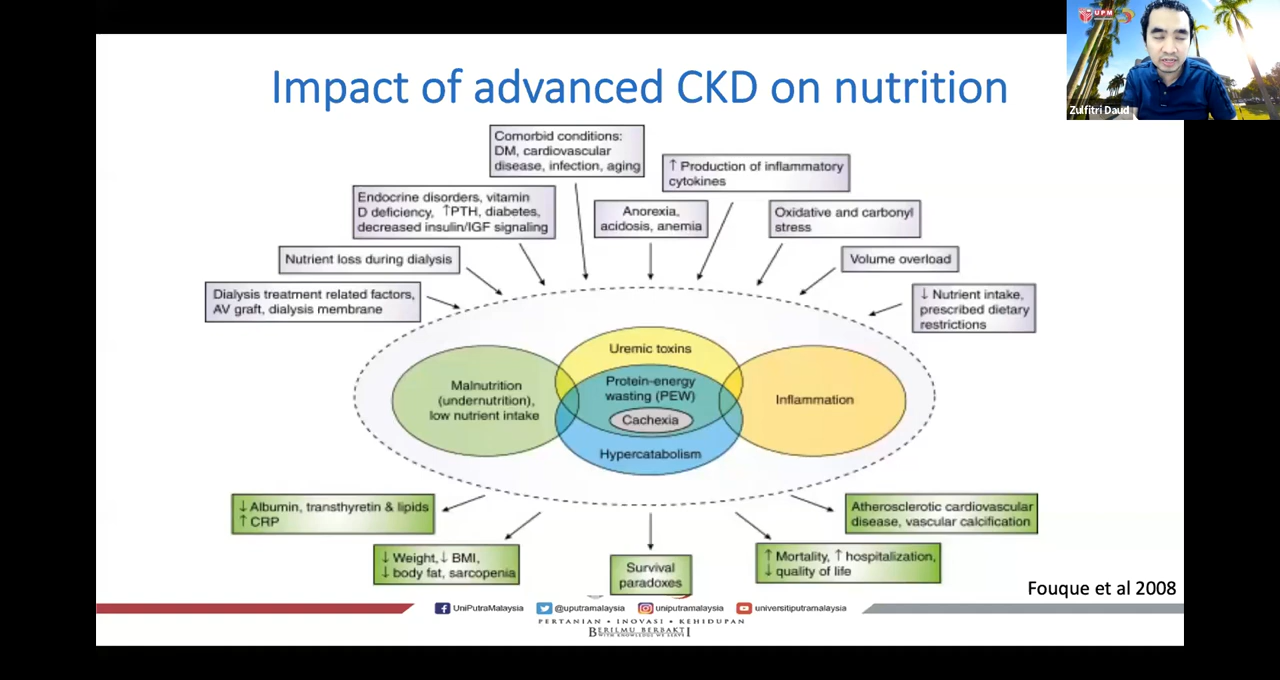 UPM
Zulfitri Daud
Impact of advanced CKD on nutrition
Comorbid conditions:
DM, cardiovascular
disease, infection, aging
↑ Production of inflammatory
cytokines
Endocrine disorders, vitamin
D deficiency, ↑PTH, diabetes,
decreased insulin/IGF signaling
Anorexia,
acidosis, anemia
Oxidative and carbonyl
stress
Nutrient loss during dialysis
Volume overload
Dialysis treatment related factors,
AV graft, dialysis membrane
↓ Nutrient intake,
prescribed dietary
restrictions
Uremic toxins
Malnutrition
(undernutrition),
low nutrient intake
Protein-energy
wasting (PEW)
Cachexia
Inflammation
Hypercatabolism
↓ Albumin, transthyretin & lipids
↑ CRP
Atherosclerotic cardiovascular
disease, vascular calcification
↓ Weight, ↓ BMI,
↓ body fat, sarcopenia
Survival
paradoxes
↑ Mortality, ↑ hospitalization,
↓ quality of life
Fouque et al 2008
UniPutraMalaysia
@uputramalaysia
uniputramalaysia
universitiputramalaysia
PERTANIAN • INOVASI • KEHIDUPAN
BERILMU BERBAKTI
WITH KNOWLEDGE WE SERVE